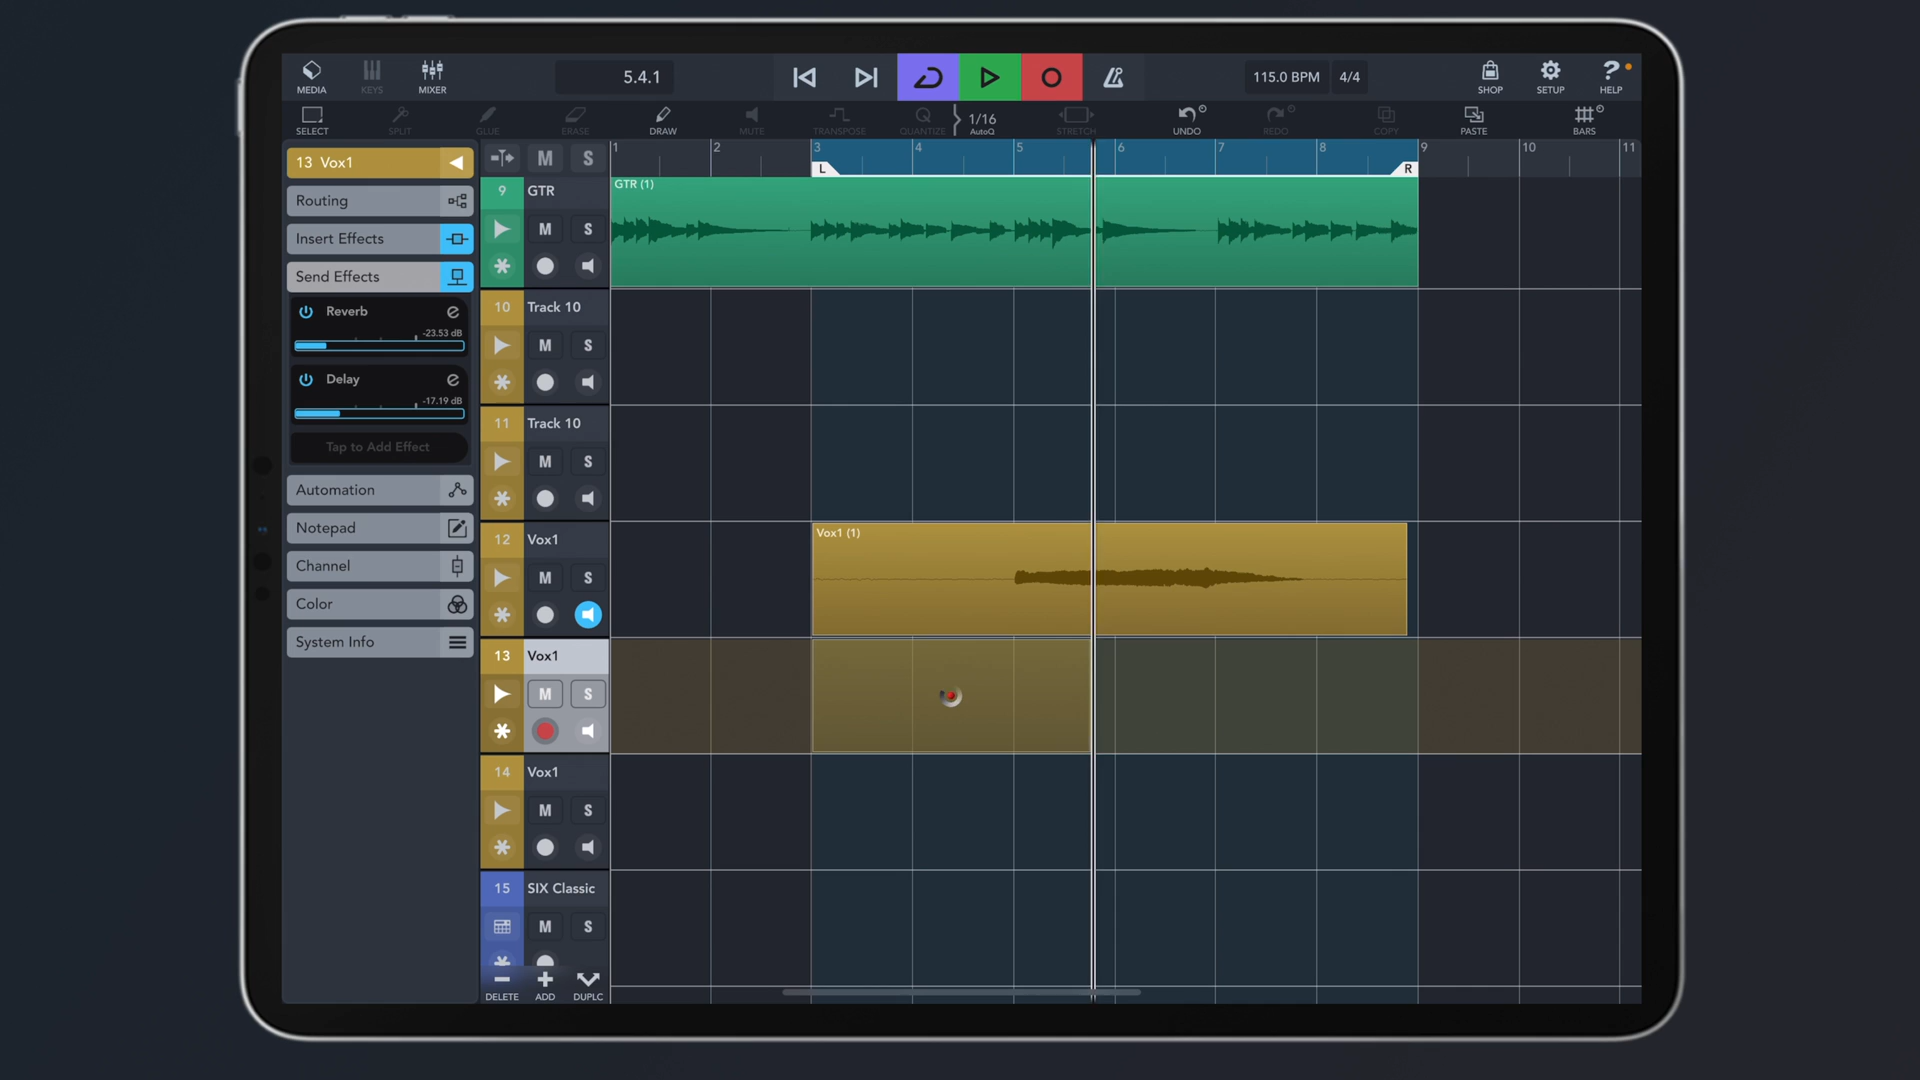 MEDIA
KEYS
MIXER
5.4.1
115.0 BPM
4/4
SHOP
SETUP
? HELP
SELECT
SPLIT
GLUE
ERASE
DRAW
MUTE
TRANSPOSE
QUANTIZE
1/16
AutoQ
STRETCH
UNDO
REDO
COPY
PASTE
BARS
13 Vox1
Routing
Insert Effects
Send Effects
Reverb
-23.53 dB
Delay
-17.19 dB
Tap to Add Effect
Automation
Notepad
Channel
Color
System Info
M S
1 2 3 4 5 6 7 8 9 10 11
L R
9 GTR
M S
GTR (1)
10 Track 10
M S
11 Track 10
M S
12 Vox1
M S
Vox1 (1)
13 Vox1
M S
14 Vox1
M S
15 SIX Classic
M S
DELETE
ADD
DUPLC